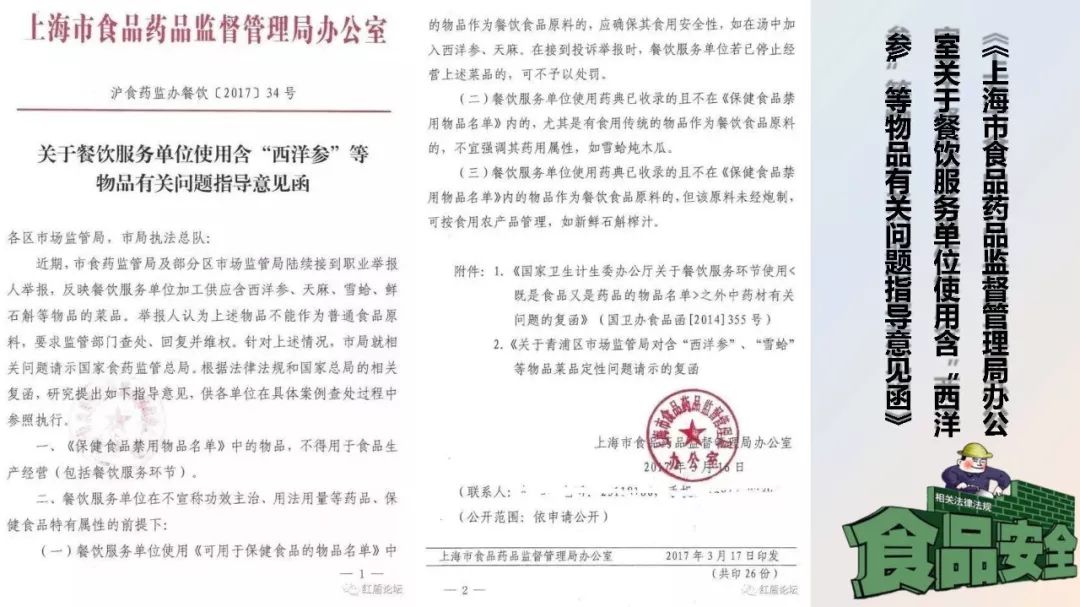 上海市食品药品监督管理局办公室
沪食药监办餐饮〔2017〕34 号
关于餐饮服务单位使用含“西洋参”等
物品有关问题指导意见函
各区市场监管局，市局执法总队：
近期，市食药监管局及部分区市场监管局陆续接到职业举报
人举报，反映餐饮服务单位加工供应含西洋参、天麻、雪蛤、鲜
石斛等物品的菜品。举报人认为上述物品不能作为普通食品原
料，要求监管部门查处、回复并维权。针对上述情况，市局就相
关问题请示国家食药监管总局。根据法律法规和国家总局的相关
复函，研究提出如下指导意见，供各单位在具体案例查处过程中
参照执行。
一、《保健食品禁用物品名单》中的物品，不得用于食品生
产经营（包括餐饮服务环节）。
二、餐饮服务单位在不宣称功效主治、用法用量等药品、保
健食品特有属性的前提下：
（一）餐饮服务单位使用《可用于保健食品的物品名单》中
— 1 —
红盾论坛
的物品作为餐饮食品原料的，应确保其食用安全性，如在汤中加
入西洋参、天麻。在接到投诉举报时，餐饮服务单位若已停止经
营上述菜品的，可不予以处罚。
（二）餐饮服务单位使用药典已收录的且不在《保健食品禁
用物品名单》内的，尤其是有食用传统的物品作为餐饮食品原料
的，不宜强调其药用属性，如雪蛤炖木瓜。
（三）餐饮服务单位使用药典已收录的且不在《保健食品禁
用物品名单》内的物品作为餐饮食品原料的，但该原料未经炮制，
可按食用农产品管理，如新鲜石斛榨汁。
附件：1.《国家卫生计生委办公厅关于餐饮服务环节使用<
既是食品又是药品的物品名单>之外中药材有关
问题的复函》（国卫办食品函[2014]355 号）
2.《关于青浦区市场监管局对含“西洋参”、“雪蛤”
等物品菜品定性问题请示的复函
上海市食品药品监督管理局办公室
2017 年 3 月 16 日
办公室
（联系人：
（公开范围：依申请公开）
上海市食品药品监督管理局办公室 2017 年 3 月 17 日印发
（共印 26 份）
— 2 —
红盾论坛
《《上海市食品药品监督管理局办公
室关于餐饮服务单位使用含“西洋
参”等物品有关问题指导意见函》
相关法律法规
食品安全